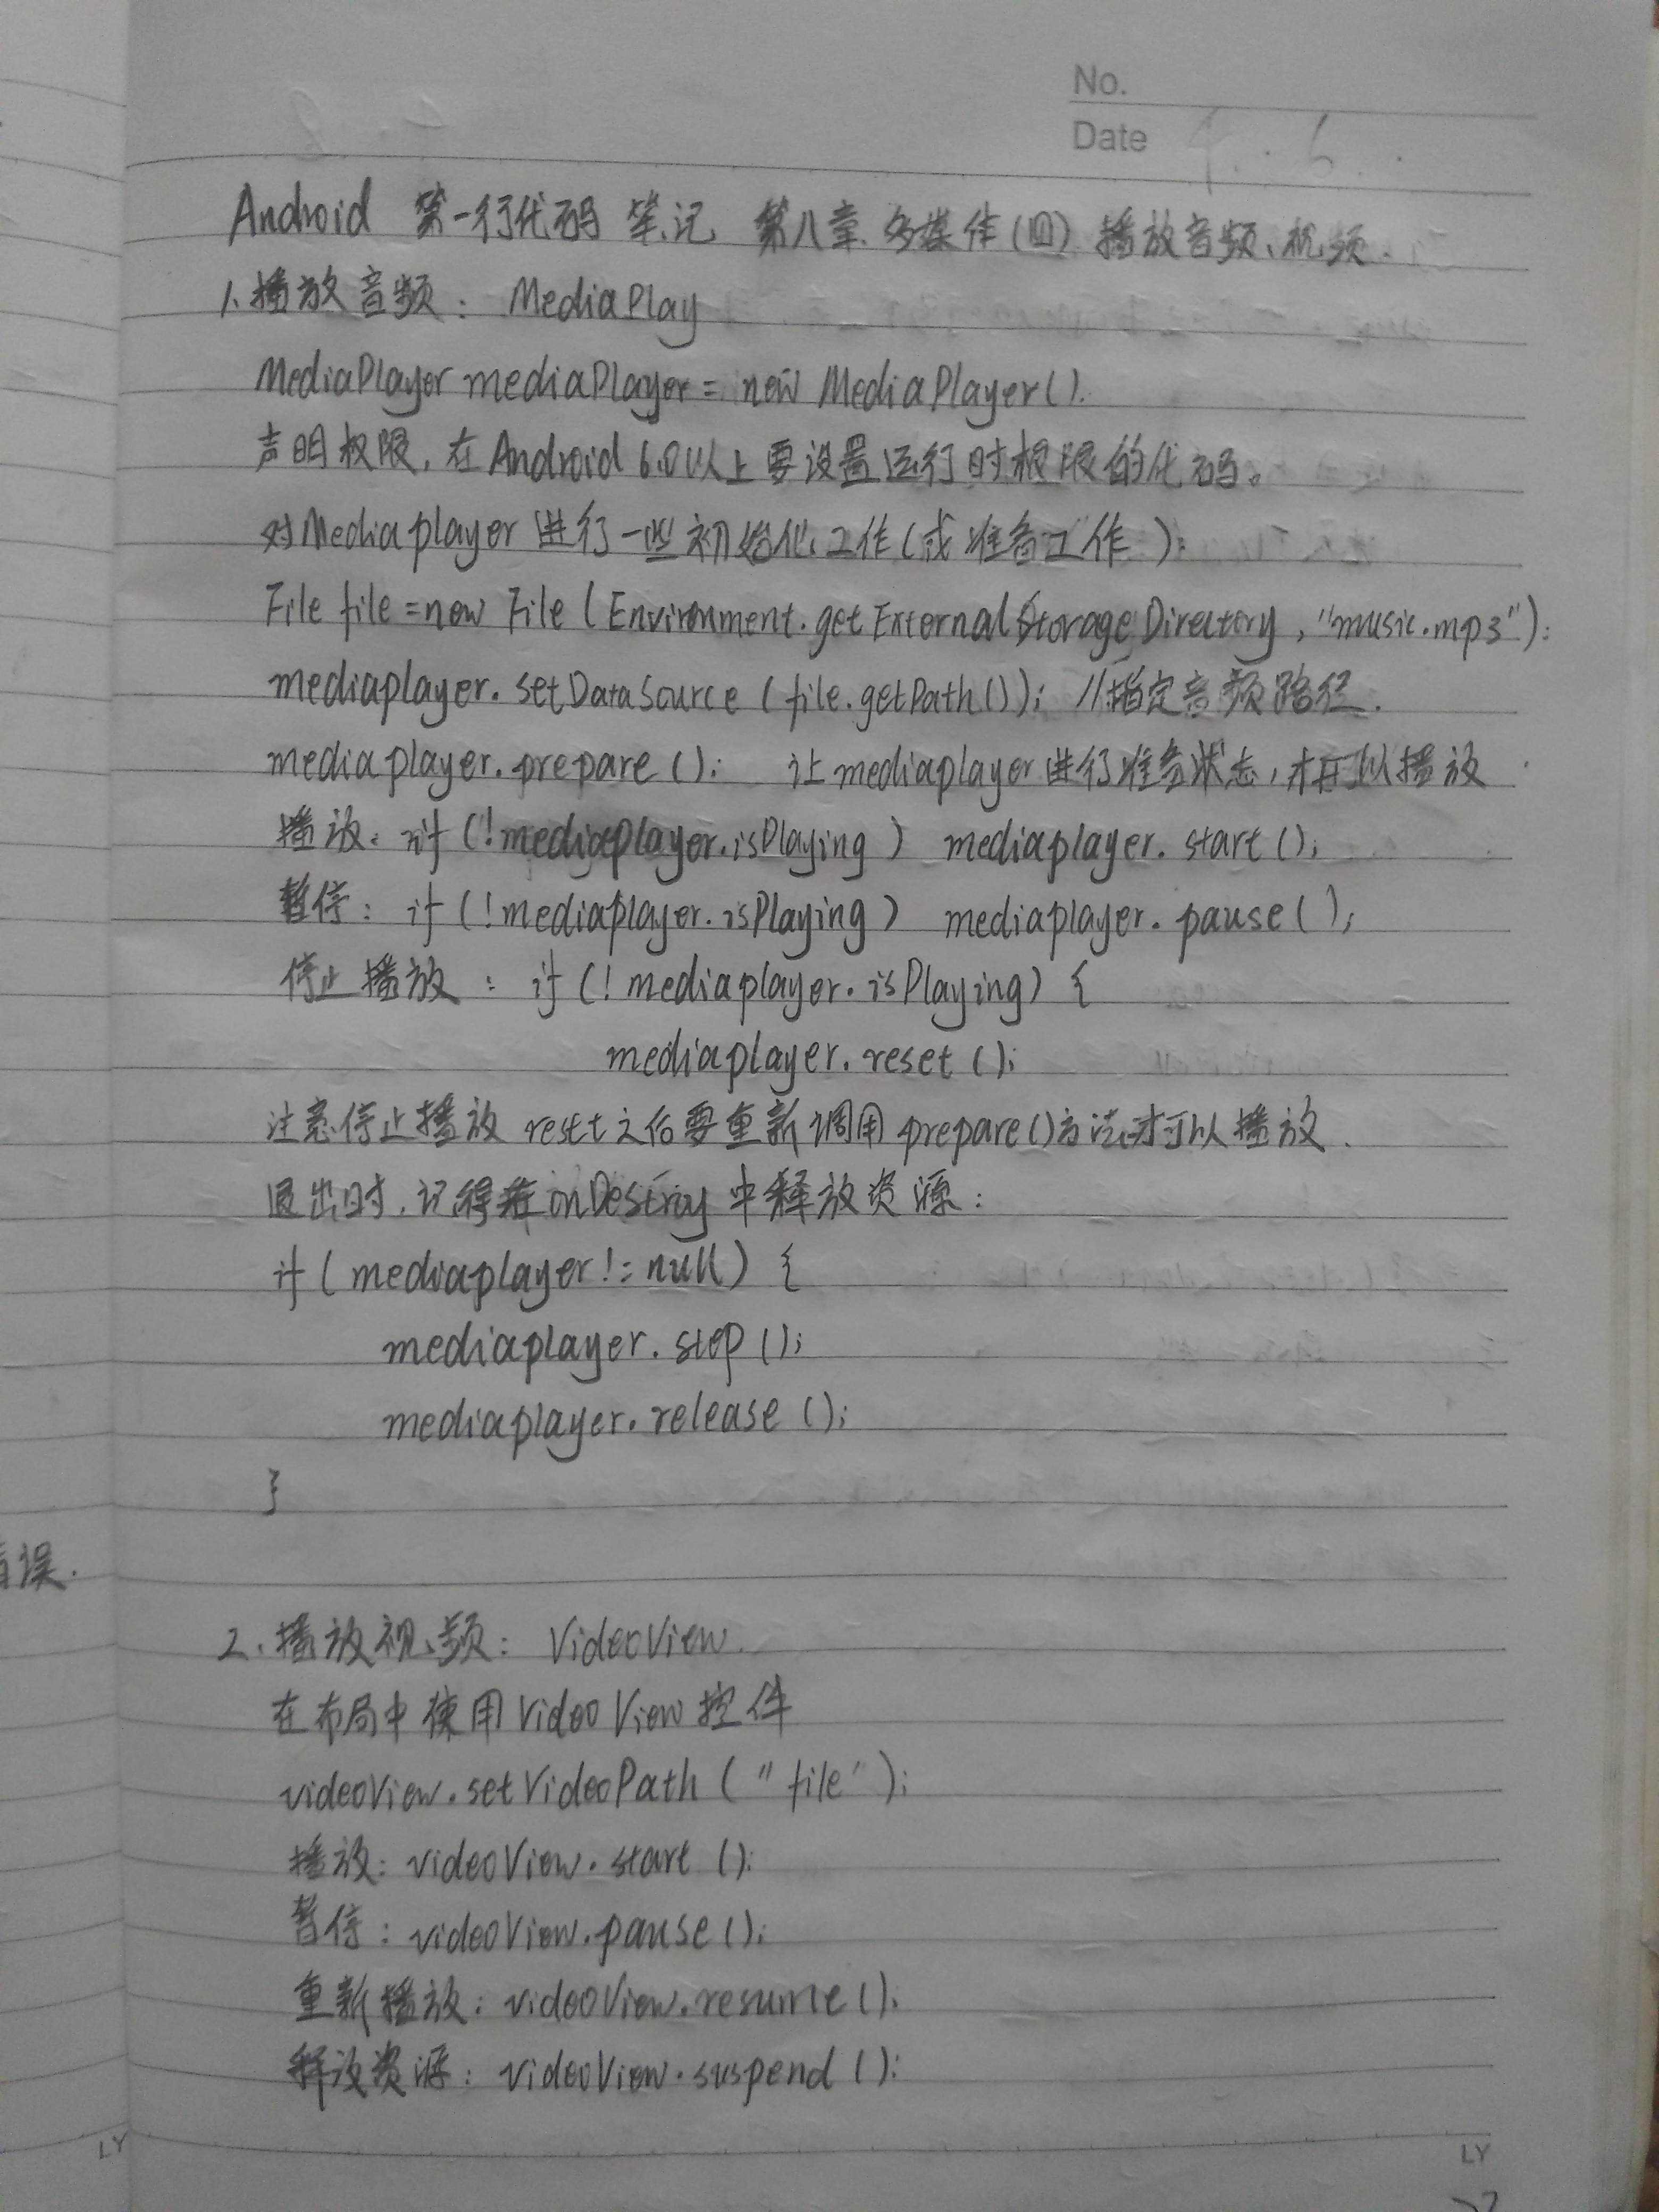 No.
Date 4.6.
Android 第一行代码 笔记 第八章 多媒体(四) 播放音频、视频.
1、播放音频: MediaPlay
MediaPlayer mediaPlayer = new MediaPlayer().
声明权限，在Android 6.0以上要设置运行时权限的代码。
对Mediaplayer进行一些初始化工作(或准备工作):
File file = new File (Environment.getExternalStorageDirectory, "music.mp3");
mediaplayer.setDataSource (file.getPath()); //指定音频路径.
mediaplayer.prepare (); 让mediaplayer进行准备状态,才可以播放
播放: if (!mediaplayer.isPlaying) mediaplayer.start ();
暂停: if (!mediaplayer.isPlaying) mediaplayer.pause ();
停止播放: if (! mediaplayer.isPlaying) {
mediaplayer.reset ();
注意停止播放 reset之后要重新调用prepare()方法才可以播放.
退出时,记得在onDestroy中释放资源:
if (mediaplayer != null) {
mediaplayer.stop ();
mediaplayer.release ();
}
误.
2、播放视频: VideoView.
在布局中使用VideoView控件
videoView.setVideoPath ("file");
播放: videoView.start ();
暂停: videoView.pause ();
重新播放: videoView.resume ();
释放资源: videoView.suspend ();
LY
LY